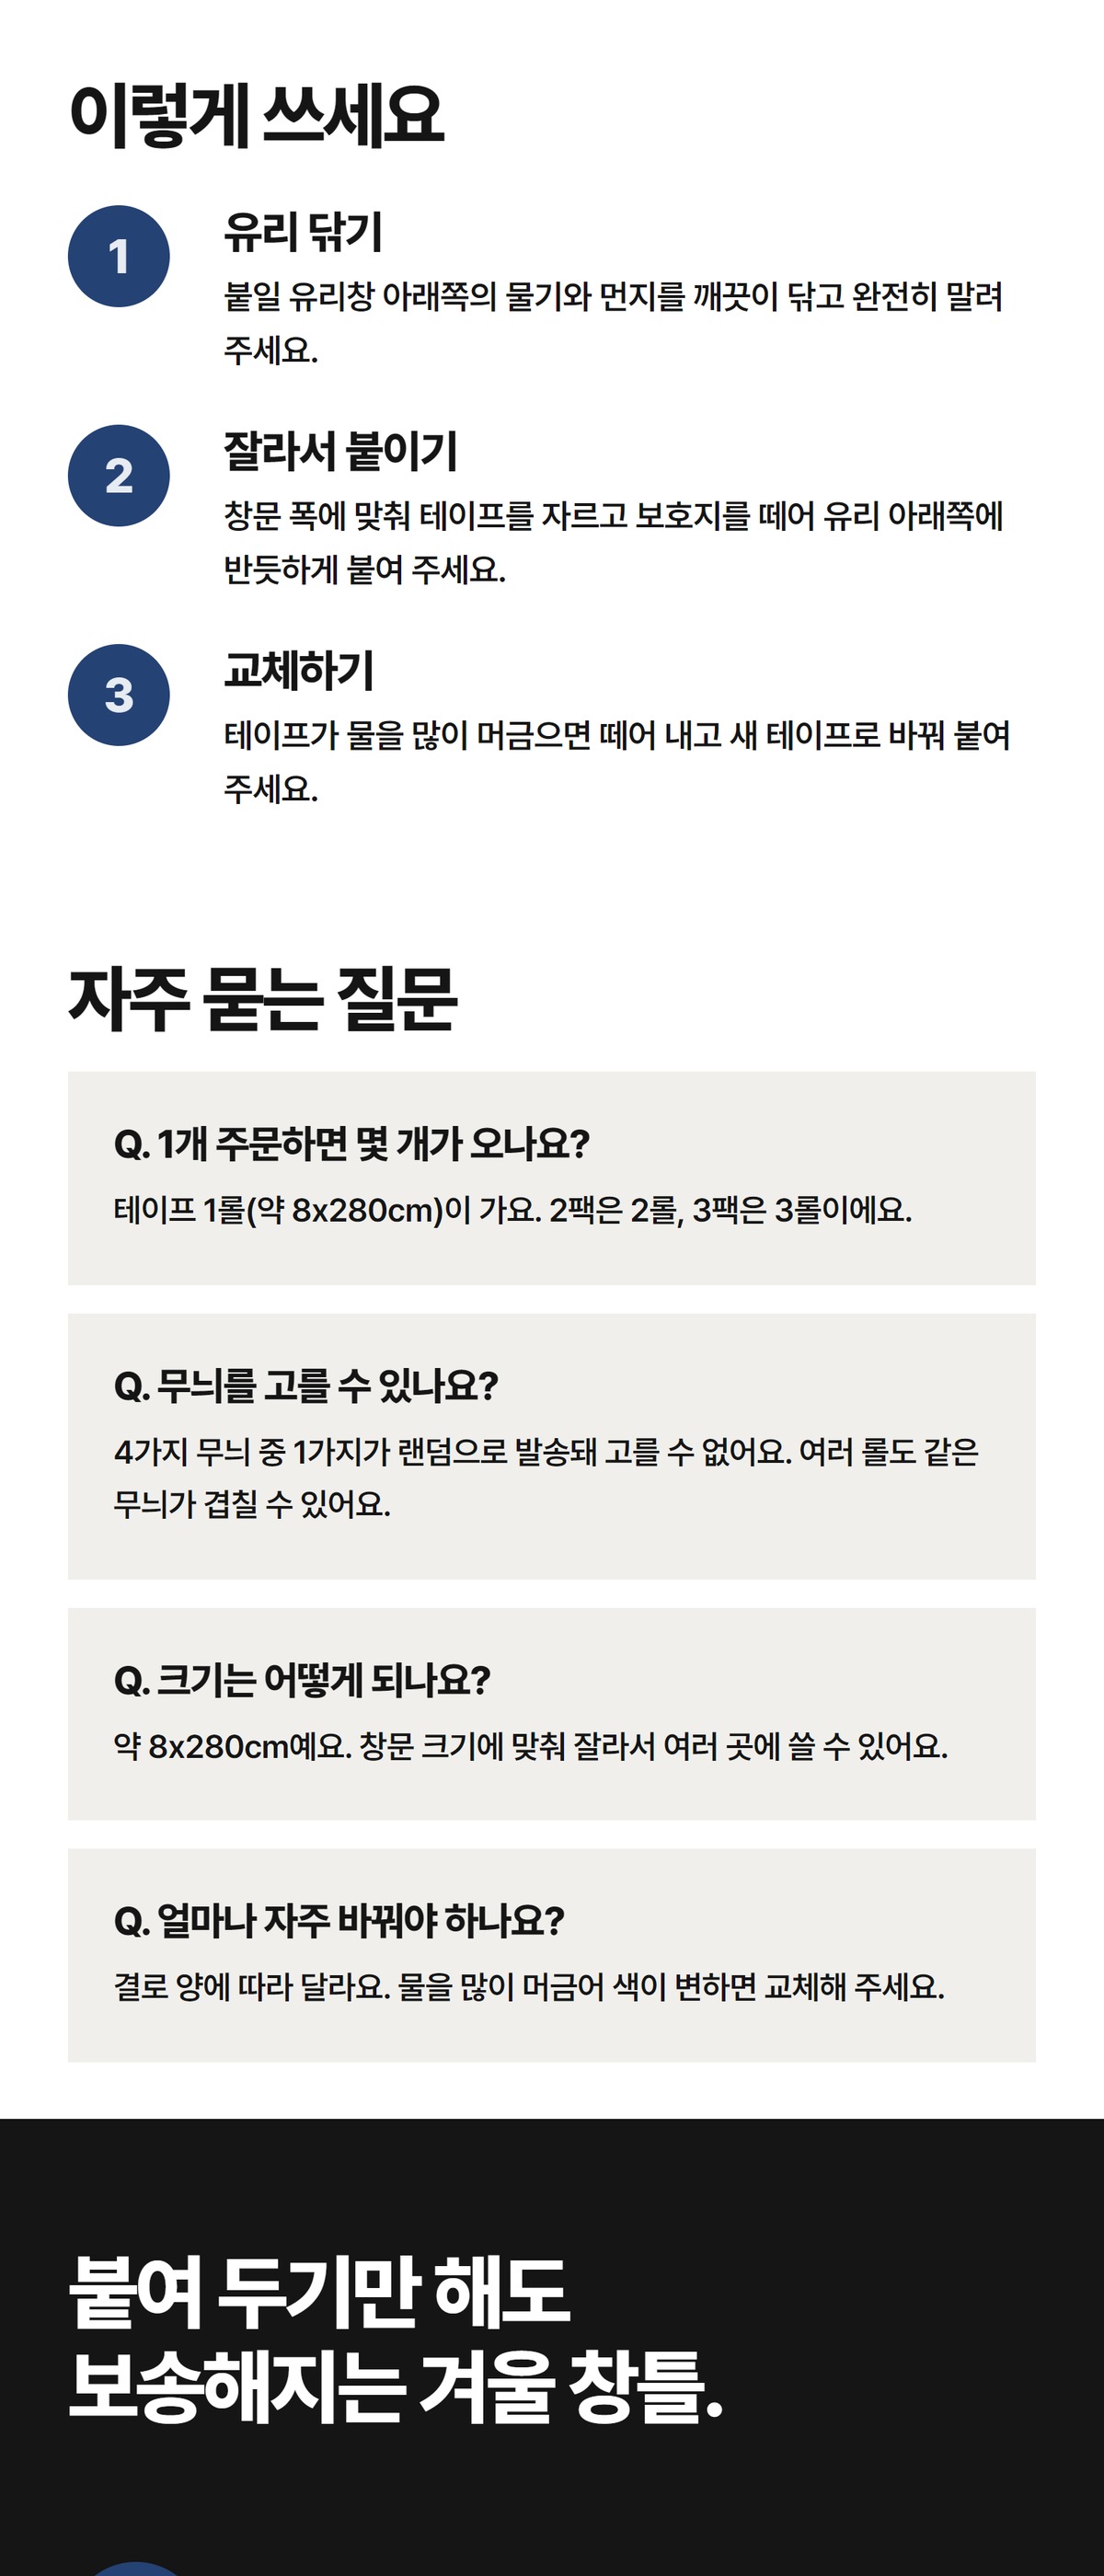 이렇게 쓰세요
1
유리 닦기
붙일 유리창 아래쪽의 물기와 먼지를 깨끗이 닦고 완전히 말려
주세요.
2
잘라서 붙이기
창문 폭에 맞춰 테이프를 자르고 보호지를 떼어 유리 아래쪽에
반듯하게 붙여 주세요.
3
교체하기
테이프가 물을 많이 머금으면 떼어 내고 새 테이프로 바꿔 붙여
주세요.
자주 묻는 질문
Q. 1개 주문하면 몇 개가 오나요?
테이프 1롤(약 8x280cm)이 가요. 2팩은 2롤, 3팩은 3롤이에요.
Q. 무늬를 고를 수 있나요?
4가지 무늬 중 1가지가 랜덤으로 발송돼 고를 수 없어요. 여러 롤도 같은
무늬가 겹칠 수 있어요.
Q. 크기는 어떻게 되나요?
약 8x280cm예요. 창문 크기에 맞춰 잘라서 여러 곳에 쓸 수 있어요.
Q. 얼마나 자주 바꿔야 하나요?
결로 양에 따라 달라요. 물을 많이 머금어 색이 변하면 교체해 주세요.
붙여 두기만 해도
보송해지는 겨울 창틀.